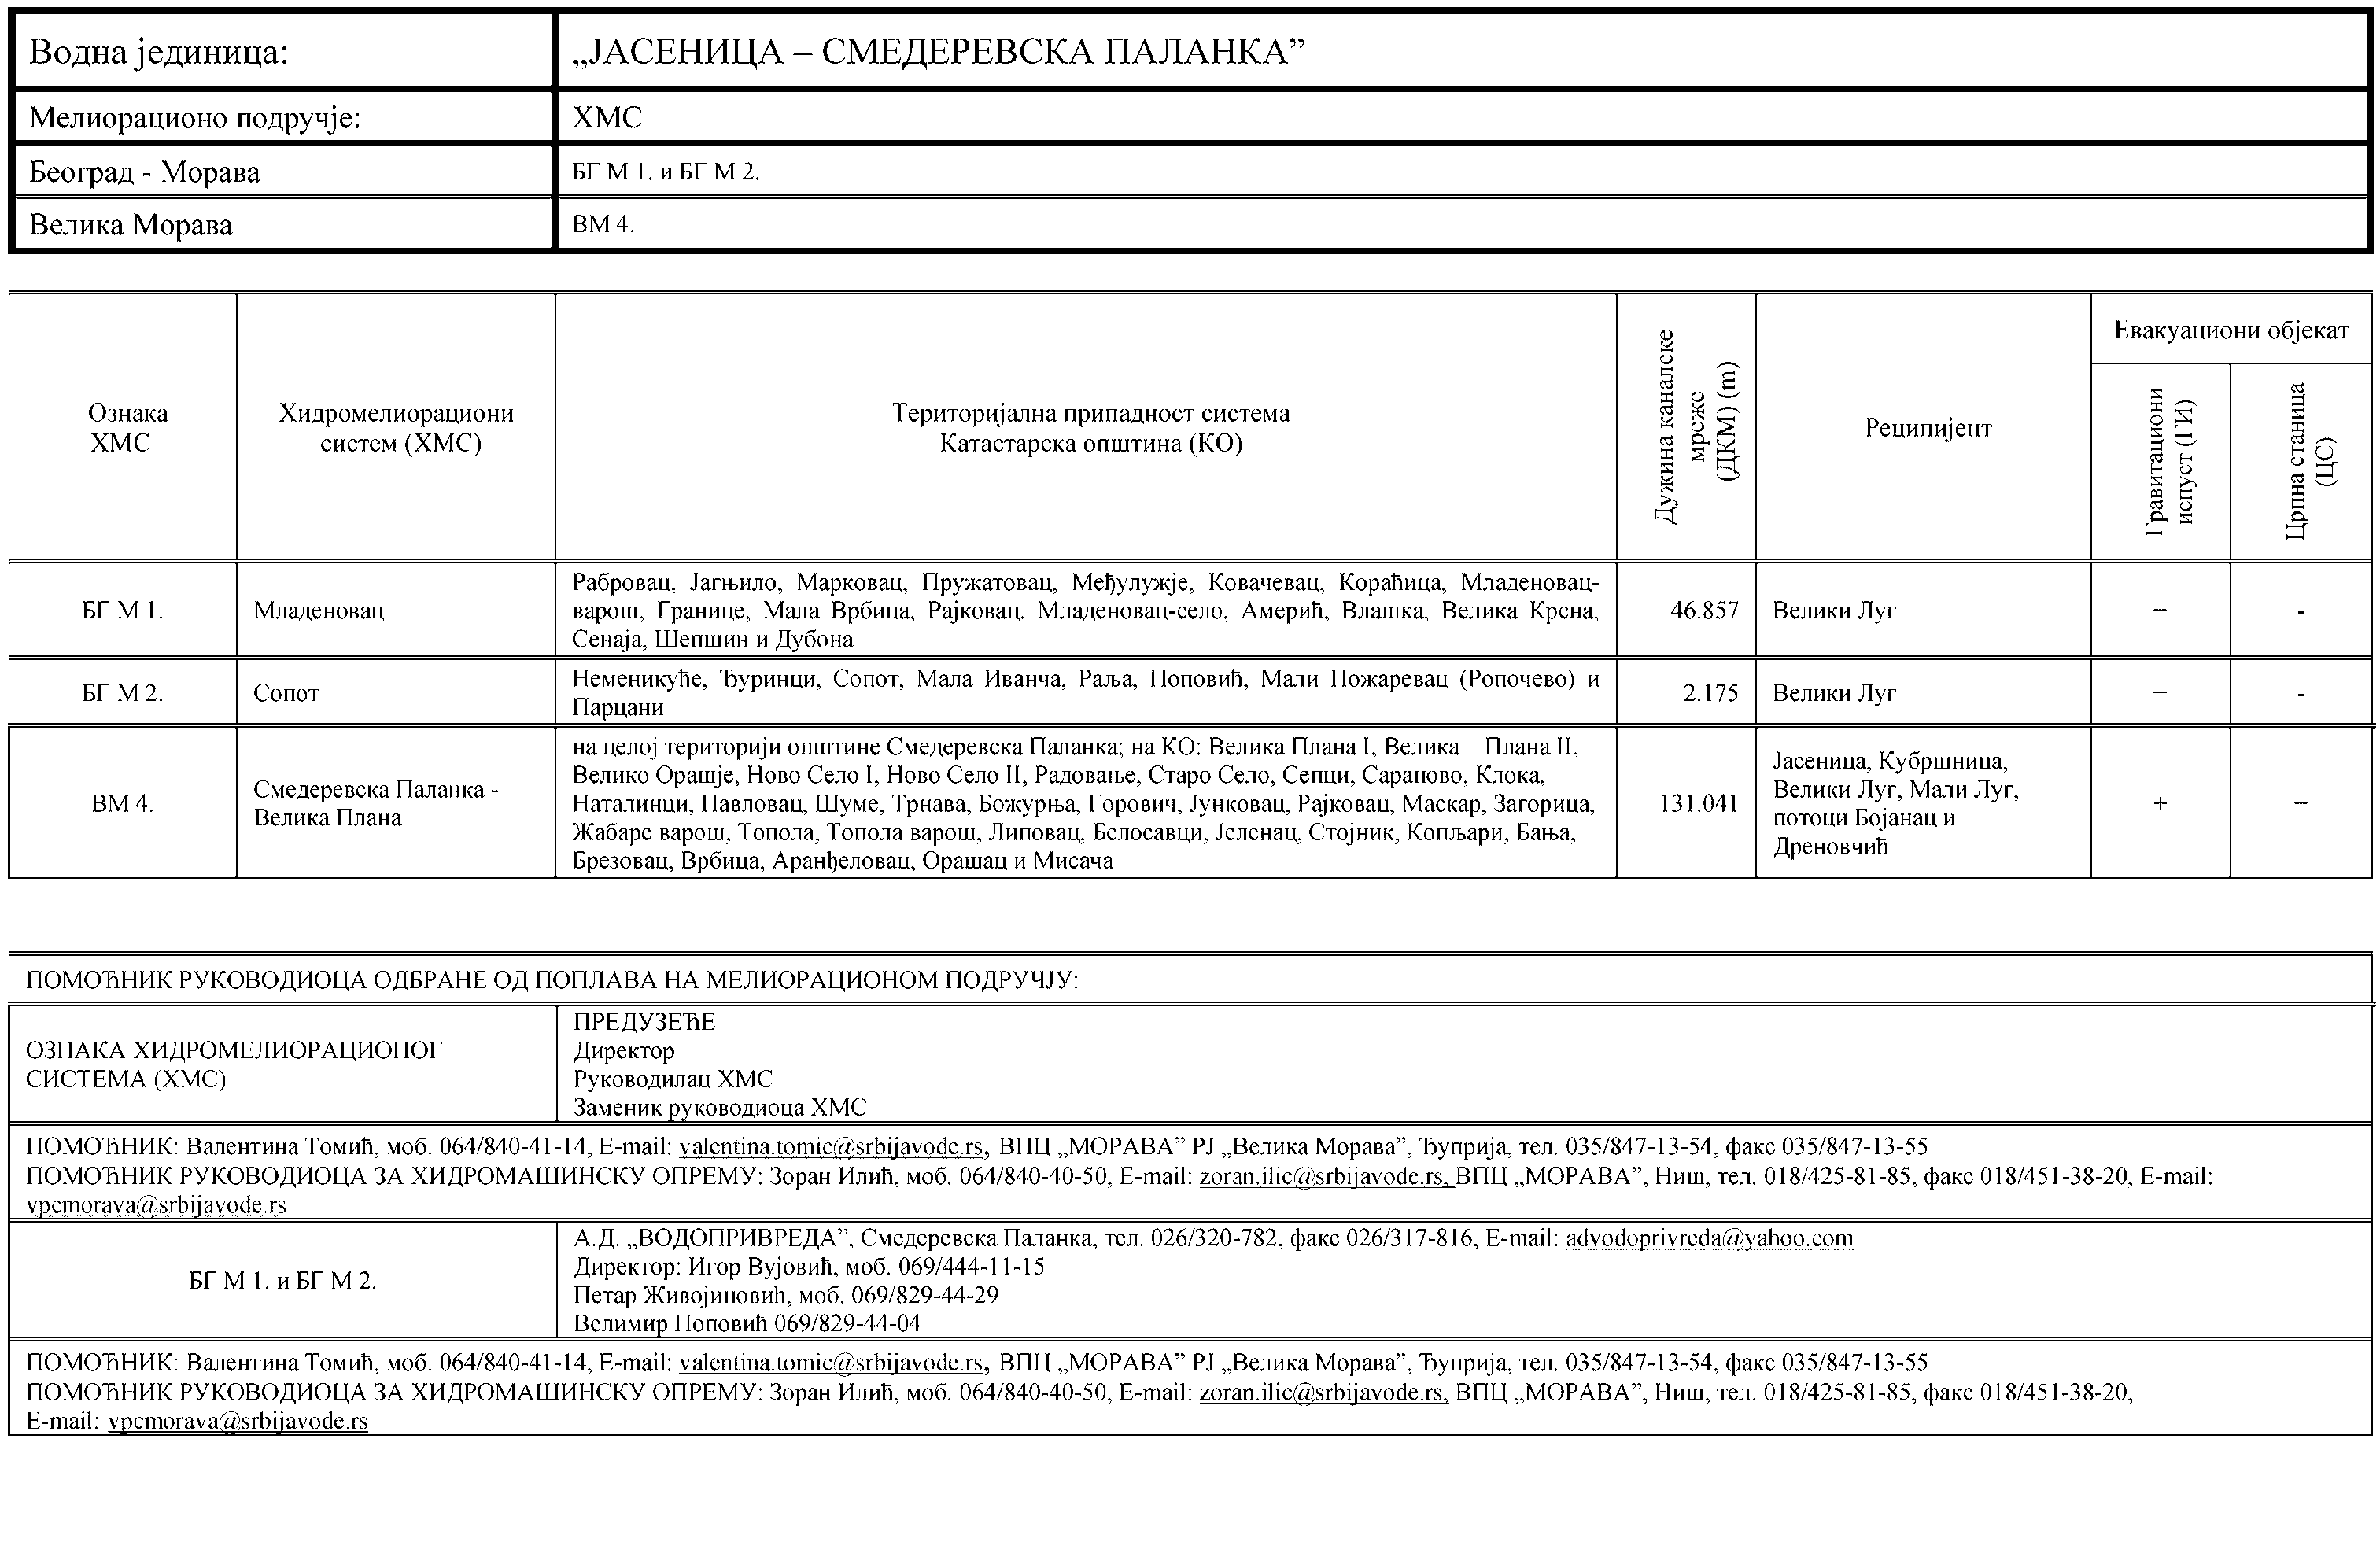 Водна јединица:
„ЈАСЕНИЦА – СМЕДЕРЕВСКА ПАЛАНКА”
Мелиорационо подручје:
ХМС
Београд - Морава
БГ М 1. и БГ М 2.
Велика Морава
ВМ 4.
Ознака
ХМС
Хидромелиорациони
систем (ХМС)
Територијална припадност система
Катастарска општина (КО)
Дужина каналске
мреже
(ДКМ) (m)
Реципијент
Евакуациони објекат
Гравитациони
испуст (ГИ)
Црпна станица
(ЦС)
БГ М 1.
Младеновац
Рабровац, Јагњило, Марковац, Пружатовац, Међулужје, Ковачевац, Кораћица, Младеновац-
варош, Границе, Мала Врбица, Рајковац, Младеновац-село, Амерић, Влашка, Велика Крсна,
Сенаја, Шепшин и Дубона
46.857
Велики Луг
+
-
БГ М 2.
Сопот
Неменикуће, Ђуринци, Сопот, Мала Иванча, Раља, Поповић, Мали Пожаревац (Ропочево) и
Парцани
2.175
Велики Луг
+
-
ВМ 4.
Смедеревска Паланка -
Велика Плана
на целој територији општине Смедеревска Паланка; на КО: Велика Плана I, Велика Плана II,
Велико Орашје, Ново Село I, Ново Село II, Радовање, Старо Село, Сепци, Сараново, Клока,
Наталинци, Павловац, Шуме, Трнава, Божурња, Горович, Јунковац, Рајковац, Маскар, Загорица,
Жабаре варош, Топола, Топола варош, Липовац, Белосавци, Јеленац, Стојник, Копљари, Бања,
Брезовац, Врбица, Аранђеловац, Орашац и Мисача
131.041
Јасеница, Кубршница,
Велики Луг, Мали Луг,
потоци Бојанац и
Дреновчић
+
+
ПОМОЋНИК РУКОВОДИОЦА ОДБРАНЕ ОД ПОПЛАВА НА МЕЛИОРАЦИОНОМ ПОДРУЧЈУ:
ОЗНАКА ХИДРОМЕЛИОРАЦИОНОГ
СИСТЕМА (ХМС)
ПРЕДУЗЕЋЕ
Директор
Руководилац ХМС
Заменик руководиоца ХМС
ПОМОЋНИК: Валентина Томић, моб. 064/840-41-14, E-mail: valentina.tomic@srbijavode.rs, ВПЦ „МОРАВА” РЈ „Велика Морава”, Ћуприја, тел. 035/847-13-54, факс 035/847-13-55
ПОМОЋНИК РУКОВОДИОЦА ЗА ХИДРОМАШИНСКУ ОПРЕМУ: Зоран Илић, моб. 064/840-40-50, E-mail: zoran.ilic@srbijavode.rs, ВПЦ „МОРАВА”, Ниш, тел. 018/425-81-85, факс 018/451-38-20, E-mail:
vpcmorava@srbijavode.rs
БГ М 1. и БГ М 2.
А.Д. „ВОДОПРИВРЕДА”, Смедеревска Паланка, тел. 026/320-782, факс 026/317-816, E-mail: advodoprivreda@yahoo.com
Директор: Игор Вујовић, моб. 069/444-11-15
Петар Живојиновић, моб. 069/829-44-29
Велимир Поповић 069/829-44-04
ПОМОЋНИК: Валентина Томић, моб. 064/840-41-14, E-mail: valentina.tomic@srbijavode.rs, ВПЦ „МОРАВА” РЈ „Велика Морава”, Ћуприја, тел. 035/847-13-54, факс 035/847-13-55
ПОМОЋНИК РУКОВОДИОЦА ЗА ХИДРОМАШИНСКУ ОПРЕМУ: Зоран Илић, моб. 064/840-40-50, E-mail: zoran.ilic@srbijavode.rs, ВПЦ „МОРАВА”, Ниш, тел. 018/425-81-85, факс 018/451-38-20,
E-mail: vpcmorava@srbijavode.rs